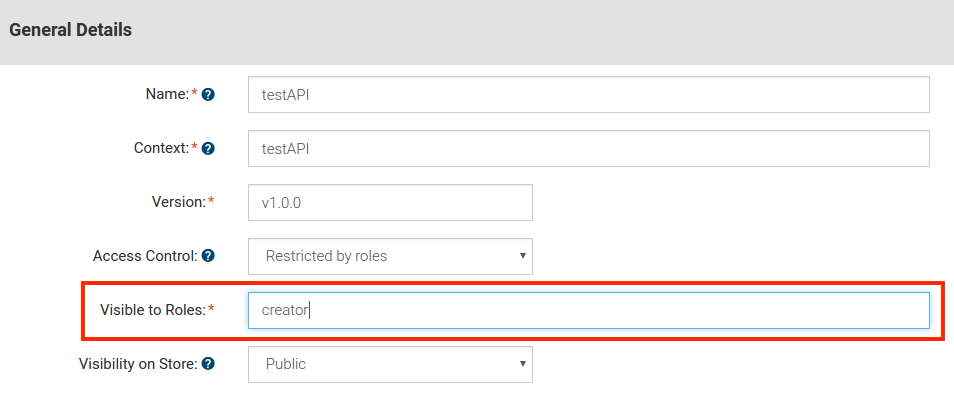 General Details
Name:* ? testAPI
Context:* ? testAPI
Version:* v1.0.0
Access Control: ? Restricted by roles
Visible to Roles:* creator
Visibility on Store: ? Public